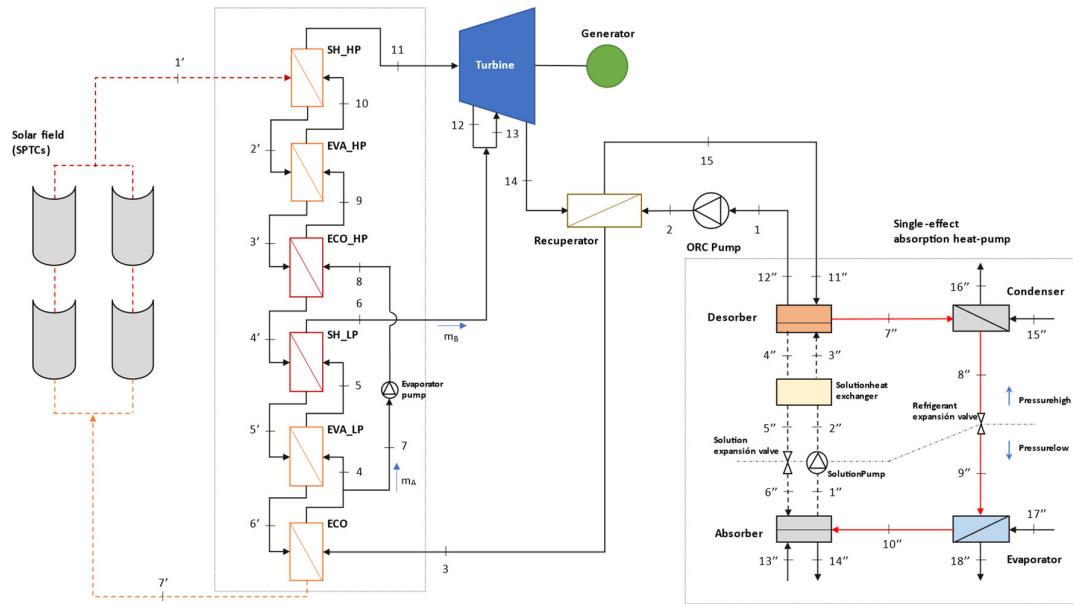 SH_HP
11
Generator
Turbine
1’
10
12
13
Solar field
(SPTCs)
2’
EVA_HP
15
14
9
3’
ECO_HP
2
1
Recuperator
ORC Pump
Single-effect
absorption heat-pump
8
6
12’’
11’’
16’’
Condenser
Desorber
7’’
15’’
4’
SH_LP
mB
4’’
3’’
5
Evaporator
pump
8’’
Solutionheat
exchanger
Pressurehigh
Refrigerant
expansión valve
5’
EVA_LP
7
5’’
2’’
Solution
expansión valve
Pressurelow
4
mA
SolutionPump
9’’
6’’
1’’
6’
ECO
Absorber
17’’
10’’
3
13’’
14’’
18’’
Evaporator
7’